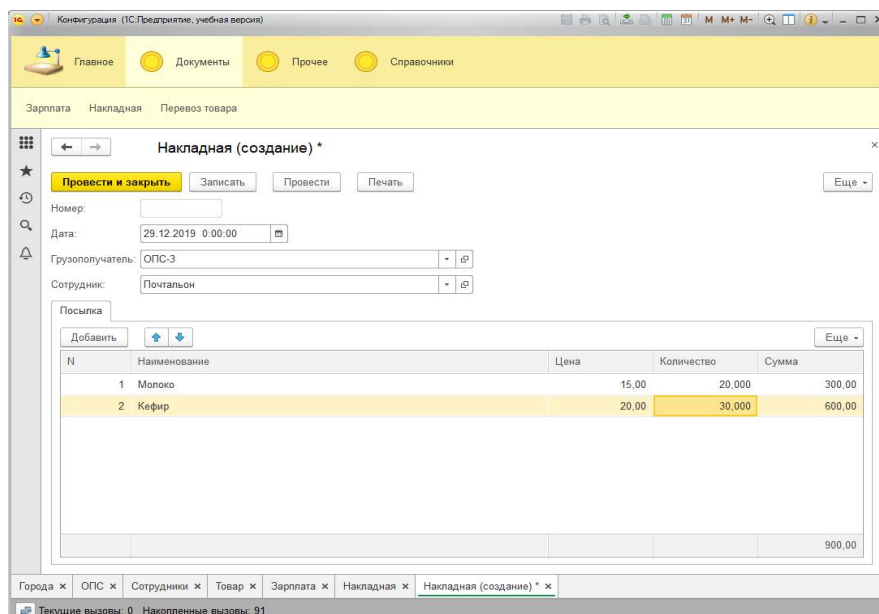 1С Конфигурация (1С:Предприятие, учебная версия) 31 M M+ M-
Главное Документы Прочее Справочники
Зарплата Накладная Перевоз товара
Накладная (создание) *
Провести и закрыть Записать Провести Печать Еще
Номер:
Дата: 29.12.2019 0:00:00
Грузополучатель: ОПС-3
Сотрудник: Почтальон
Посылка
Добавить Еще
N Наименование Цена Количество Сумма
1 Молоко 15,00 20,000 300,00
2 Кефир 20,00 30,000 600,00
900,00
Города × ОПС × Сотрудники × Товар × Зарплата × Накладная × Накладная (создание) * ×
Текущие вызовы: 0 Накопленные вызовы: 91